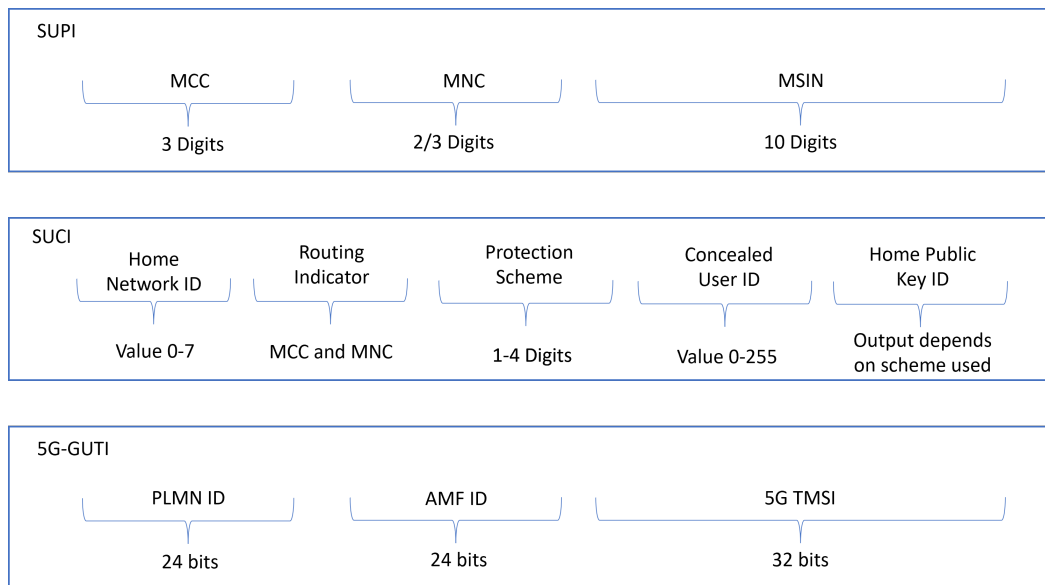 SUPI
MCC
MNC
MSIN
3 Digits
2/3 Digits
10 Digits
SUCI
Home
Network ID
Routing
Indicator
Protection
Scheme
Concealed
User ID
Home Public
Key ID
Value 0-7
MCC and MNC
1-4 Digits
Value 0-255
Output depends
on scheme used
5G-GUTI
PLMN ID
AMF ID
5G TMSI
24 bits
24 bits
32 bits